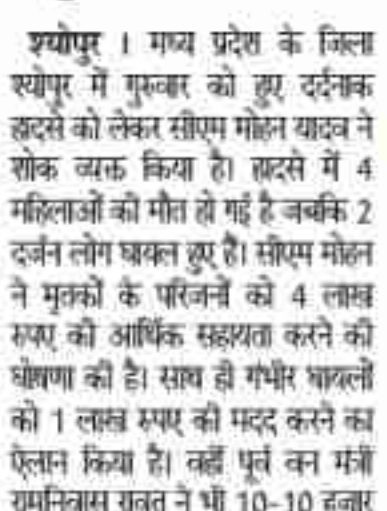 श्योपुर । मध्य प्रदेश के जिला
श्योपुर में गुरुवार को हुए दर्दनाक
हादसे को लेकर सीएम मोहन यादव ने
शोक व्यक्त किया है। हादसे में 4
महिलाओं की मौत हो गई है जबकि 2
दर्जन लोग घायल हुए हैं। सीएम मोहन
ने मृतकों के परिजनों को 4 लाख
रुपए की आर्थिक सहायता करने की
घोषणा की है। साथ ही गंभीर घायलों
को 1 लाख रुपए की मदद करने का
ऐलान किया है। वहीं पूर्व वन मंत्री
रामनिवास रावत ने भी 10-10 हजार